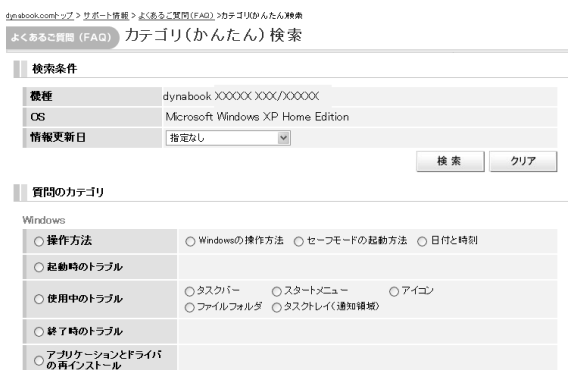 dynabook.comトップ > サポート情報 > よくあるご質問(FAQ) >カテゴリ(かんたん)検索
よくあるご質問 (FAQ) カテゴリ(かんたん) 検索
検索条件
機種 dynabook XXXXX XXX/XXXXX
OS Microsoft Windows XP Home Edition
情報更新日 指定なし
検 索 クリア
質問のカテゴリ
Windows
操作方法 Windowsの操作方法 セーフモードの起動方法 日付と時刻
起動時のトラブル
使用中のトラブル タスクバー スタートメニュー アイコン
ファイルフォルダ タスクトレイ(通知領域)
終了時のトラブル
アプリケーションとドライバ
の再インストール